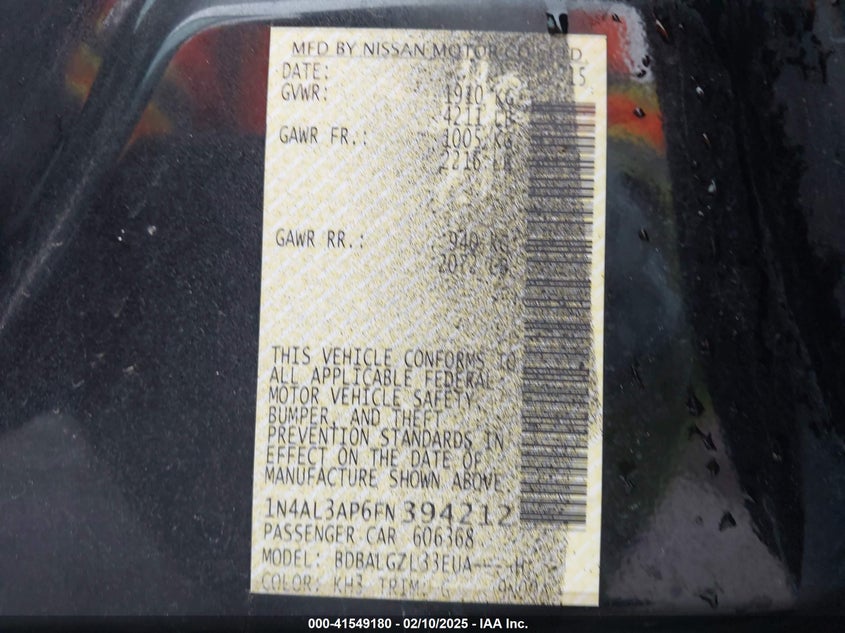 MFD BY NISSAN MOTOR CO., LTD.
DATE: 15
GVWR: 1910 KG
4211 LB
GAWR FR.: 1005 KG
2216 LB
GAWR RR.: 940 KG
2072 LB
THIS VEHICLE CONFORMS TO
ALL APPLICABLE FEDERAL
MOTOR VEHICLE SAFETY,
BUMPER, AND THEFT
PREVENTION STANDARDS IN
EFFECT ON THE DATE OF
MANUFACTURE SHOWN ABOVE
1N4AL3AP6FN394212
PASSENGER CAR 606368
MODEL: BDBALGZL33EUA----H
COLOR: KH3 TRIM: G
000-41549180 - 02/10/2025 - IAA Inc.